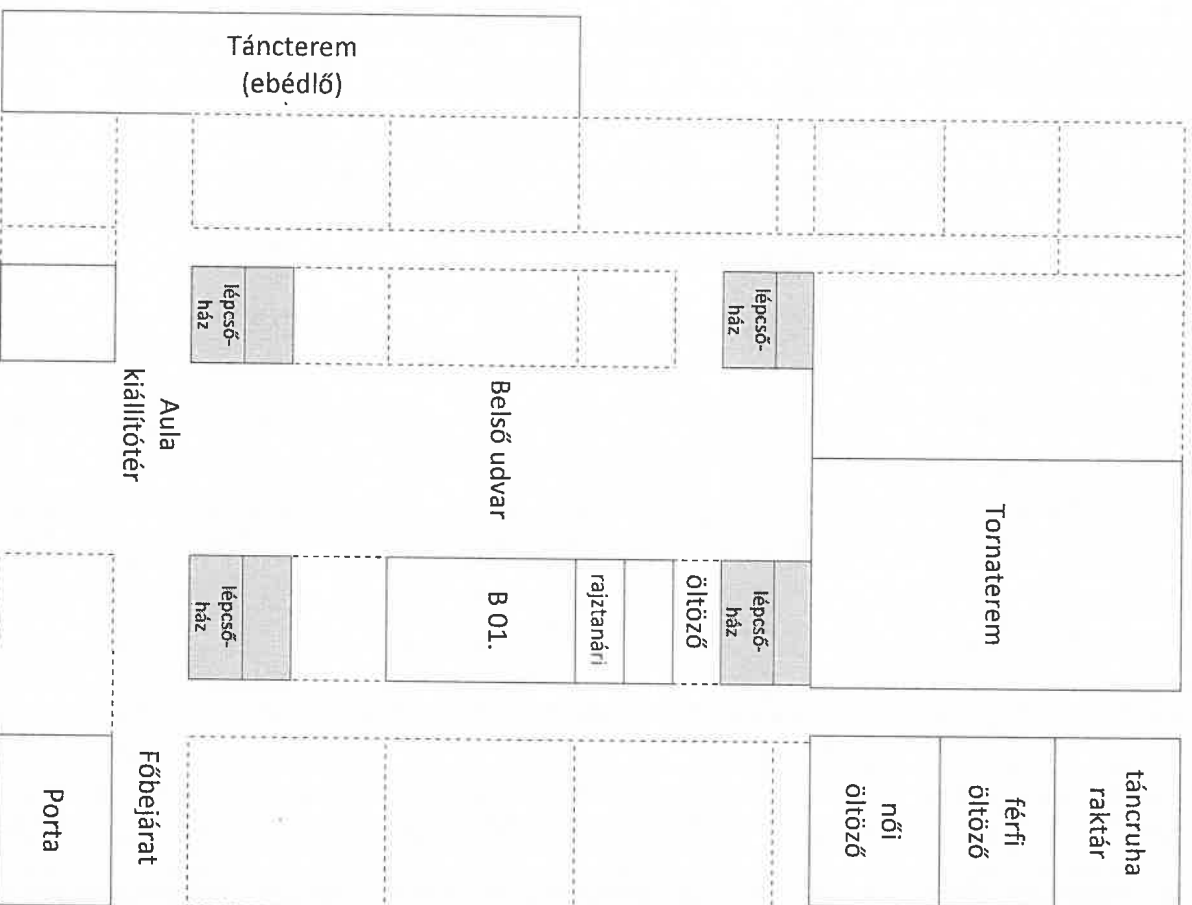 Táncterem
(ebédlő)
lépcső-
ház
lépcső-
ház
Aula
kiállítótér
Belső udvar
Tornaterem
lépcső-
ház
B 01.
rajztanári
öltöző
lépcső-
ház
Porta
Főbejárat
női
öltöző
férfi
öltöző
táncruha
raktár